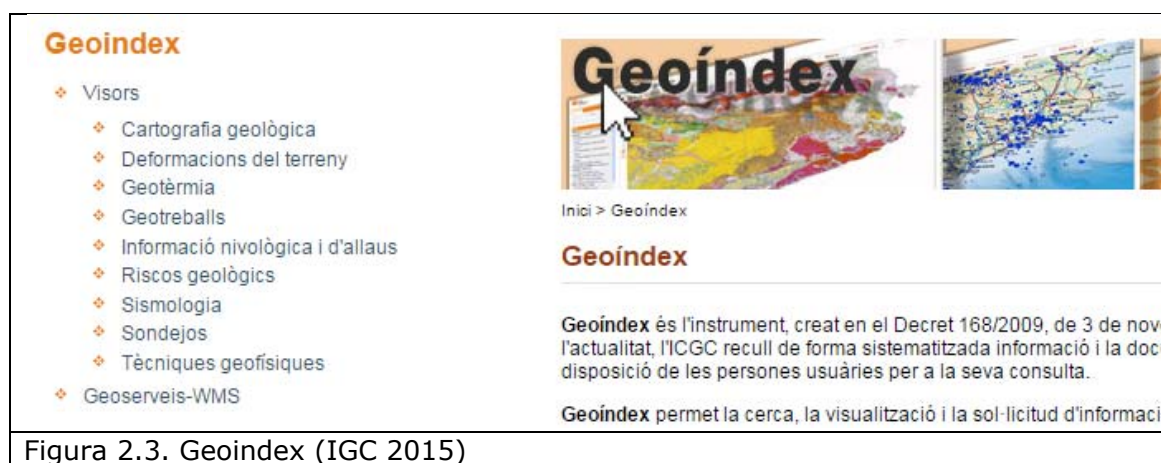 Geoindex
Visors
Cartografia geològica
Deformacions del terreny
Geotèrmia
Geotreballs
Informació nivològica i d'allaus
Riscos geològics
Sismologia
Sondejos
Tècniques geofísiques
Geoserveis-WMS
Geoíndex
Inici > Geoíndex
Geoíndex
Geoíndex és l'instrument, creat en el Decret 168/2009, de 3 de nov
l'actualitat, l'ICGC recull de forma sistematitzada informació i la doc
disposició de les persones usuàries per a la seva consulta.
Geoíndex permet la cerca, la visualització i la sol·licitud d'informaci
Figura 2.3. Geoindex (IGC 2015)